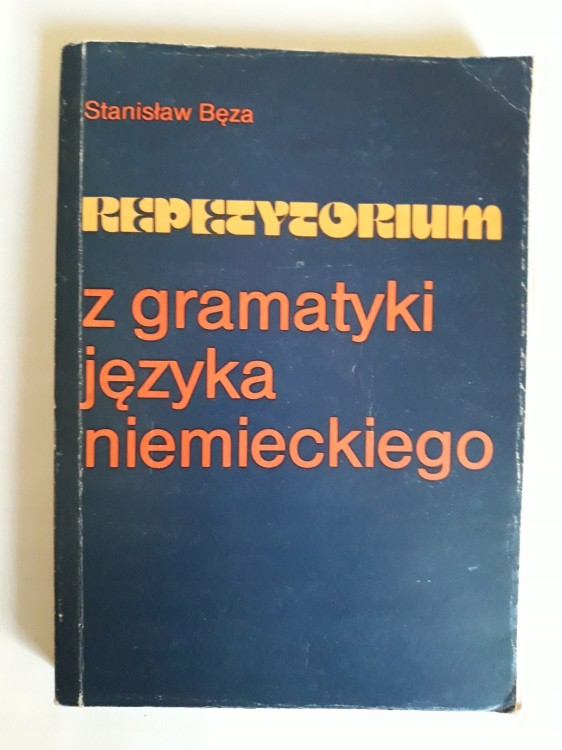 Stanisław Bęza
REPETYTORIUM
z gramatyki
języka
niemieckiego